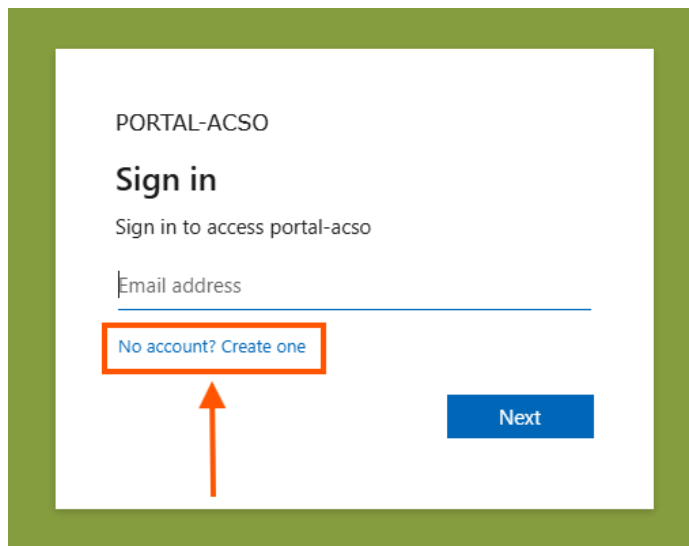 PORTAL-ACSO
Sign in
Sign in to access portal-acso
Email address
No account? Create one
Next